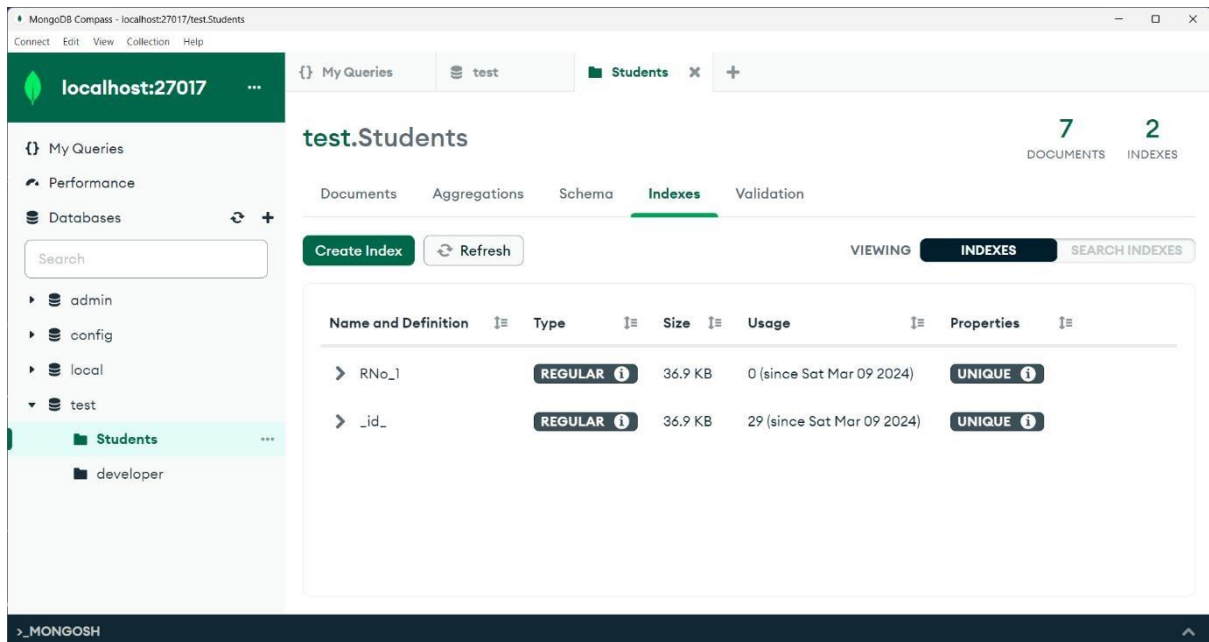 MongoDB Compass - localhost:27017/test.Students
Connect Edit View Collection Help
localhost:27017 ...
{} My Queries
Performance
Databases
Search
admin
config
local
test
Students ...
developer
{} My Queries test Students
test.Students
7 DOCUMENTS
2 INDEXES
Documents Aggregations Schema Indexes Validation
Create Index Refresh VIEWING INDEXES SEARCH INDEXES
Name and Definition Type Size Usage Properties
RNo_1 REGULAR 36.9 KB 0 (since Sat Mar 09 2024) UNIQUE
_id_ REGULAR 36.9 KB 29 (since Sat Mar 09 2024) UNIQUE
>_MONGOSH